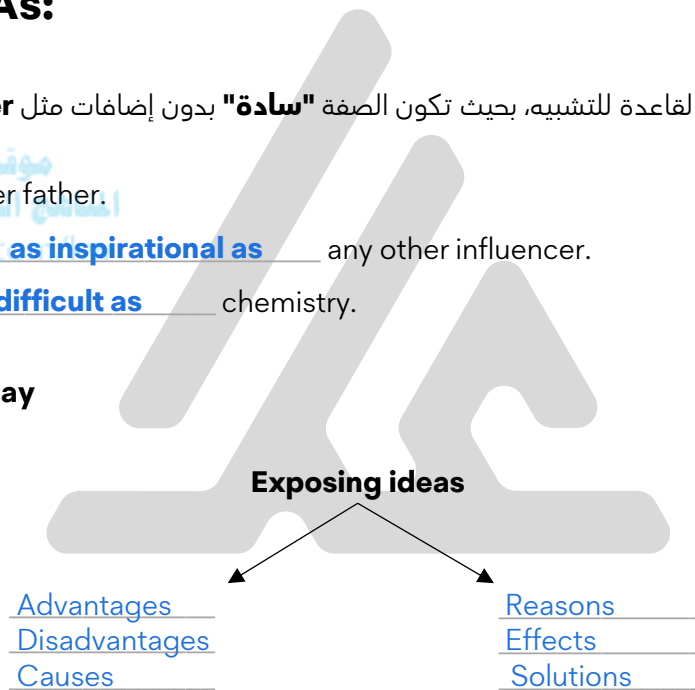 As:
لقاعدة للتشبيه، بحيث تكون الصفة "سادة" بدون إضافات مثل er
er father.
as inspirational as any other influencer.
difficult as chemistry.
ay
Exposing ideas
Advantages Reasons
Disadvantages Effects
Causes Solutions